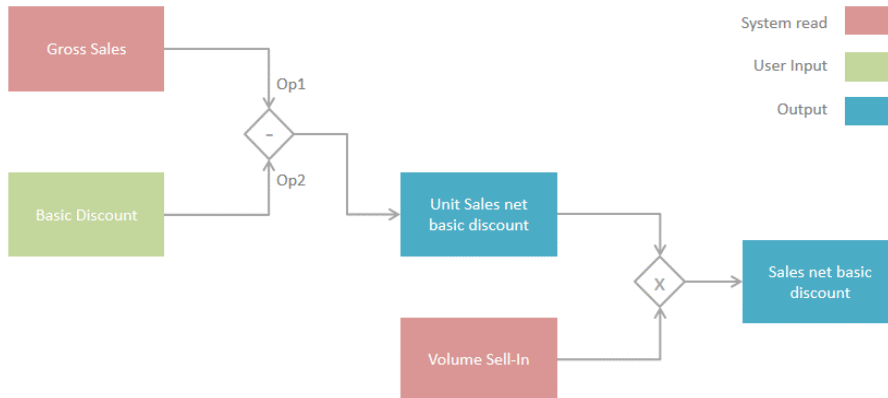 Gross Sales
System read
User Input
Output
Op1
-
Op2
Basic Discount
Unit Sales net
basic discount
Sales net basic
discount
X
Volume Sell-In